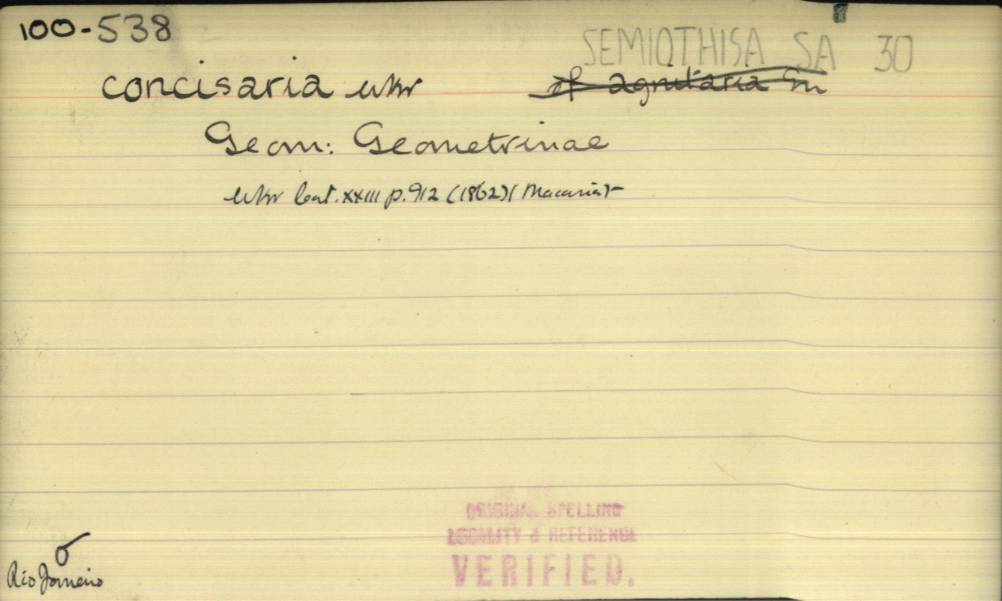 100-538
SEMIOTHISA SA 30
concisaria Wkr of agnitaria Gn
Geom: Geometrinae
Wkr Cat. XXIII p. 912 (1862) (Macaria)-
ORIGINAL SPELLING
LOCALITY & REFERENCE
VERIFIED.
♂
Rio Janeiro